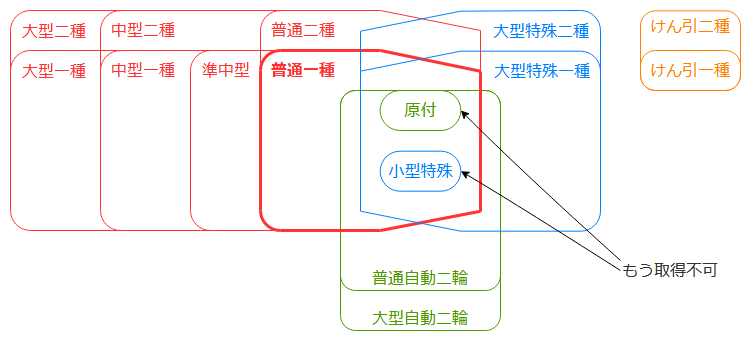 大型二種
中型二種
普通二種
大型特殊二種
けん引二種
大型一種
中型一種
準中型
普通一種
大型特殊一種
けん引一種
原付
小型特殊
もう取得不可
普通自動二輪
大型自動二輪